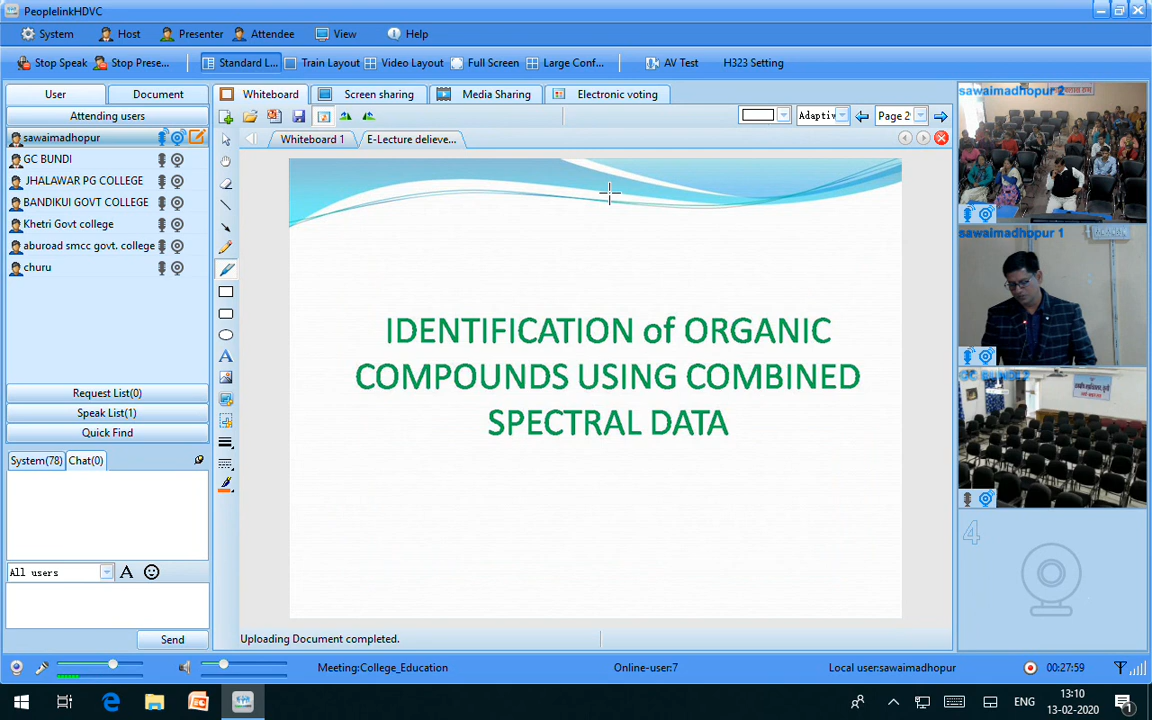 PeoplelinkHDVC
System Host Presenter Attendee View Help
Stop Speak Stop Prese... Standard L... Train Layout Video Layout Full Screen Large Conf... AV Test H323 Setting
User Document
Whiteboard Screen sharing Media Sharing Electronic voting
Attending users
Adaptiv Page 2
Whiteboard 1 E-Lecture delieve...
sawaimadhopur
GC BUNDI
JHALAWAR PG COLLEGE
BANDIKUI GOVT COLLEGE
Khetri Govt college
aburoad smcc govt. college
churu
Request List(0)
Speak List(1)
Quick Find
System(78) Chat(0)
All users
A
Send
A
IDENTIFICATION of ORGANIC
COMPOUNDS USING COMBINED
SPECTRAL DATA
Uploading Document completed.
sawaimadhopur 2
sawaimadhopur 1
4
Meeting:College_Education Online-user:7 Local user:sawaimadhopur 00:27:59
ENG
13:10
13-02-2020
1